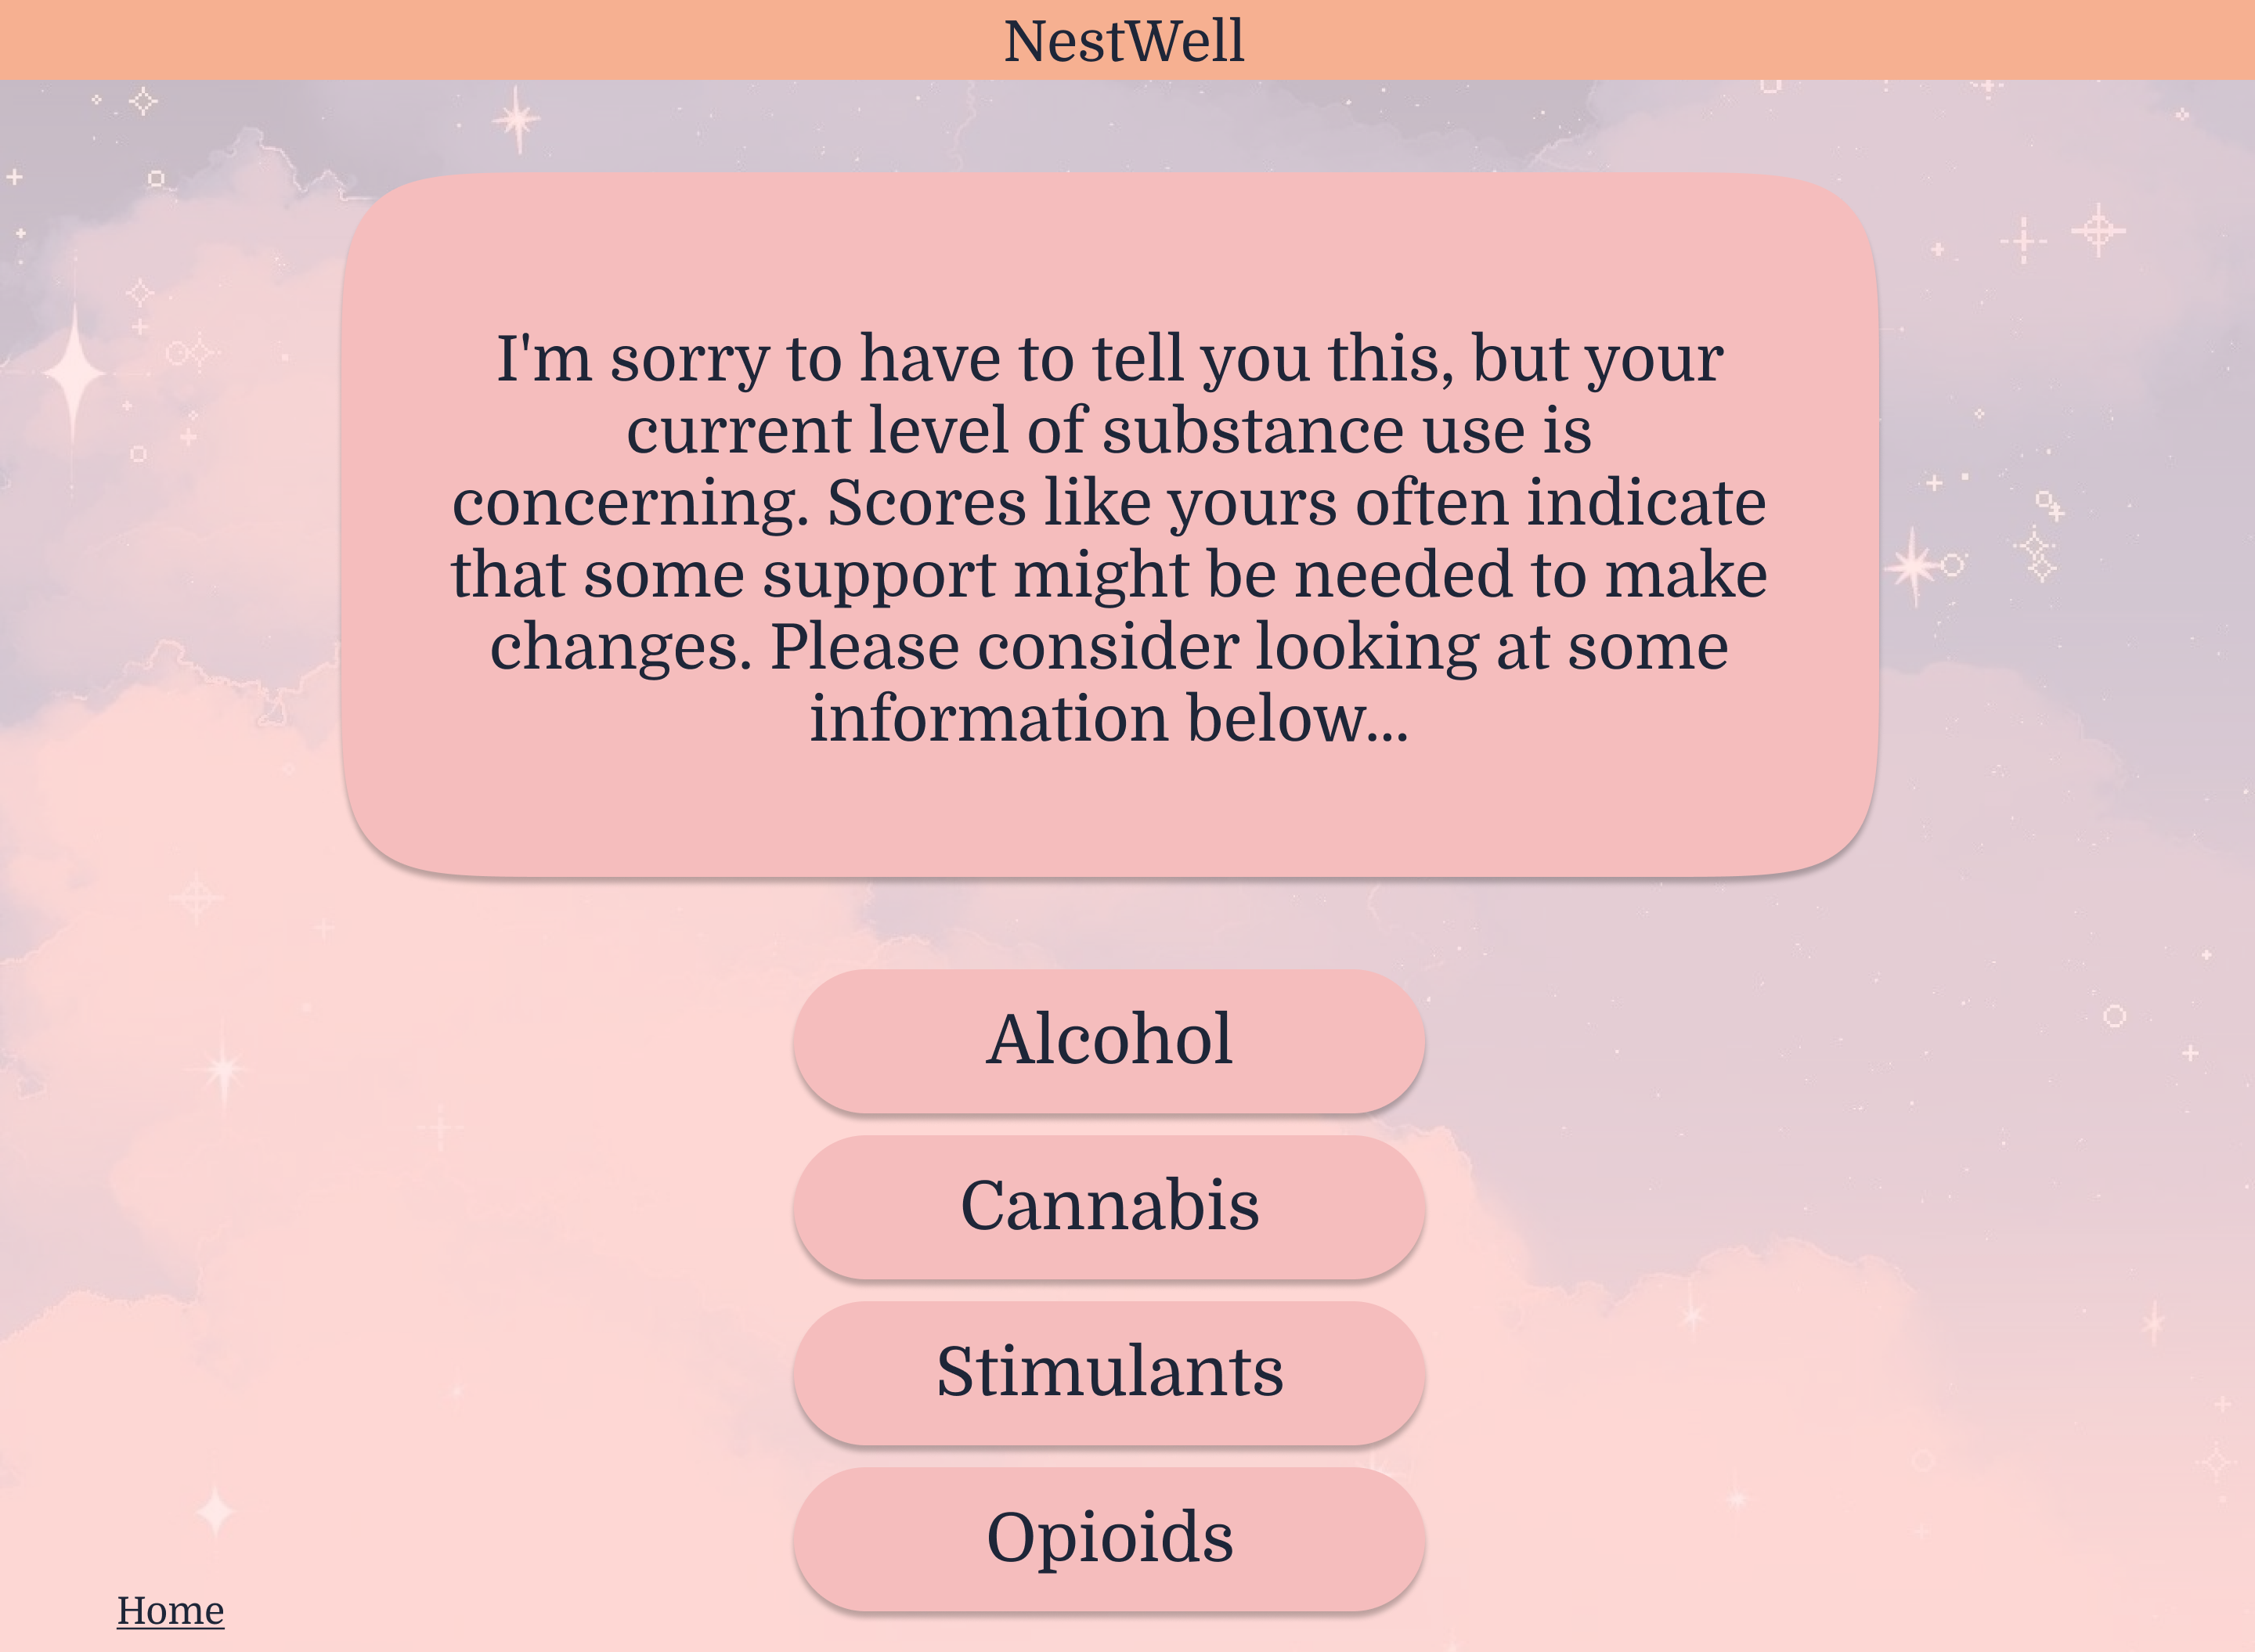 NestWell
I'm sorry to have to tell you this, but your
current level of substance use is
concerning. Scores like yours often indicate
that some support might be needed to make
changes. Please consider looking at some
information below...
Alcohol
Cannabis
Stimulants
Opioids
Home